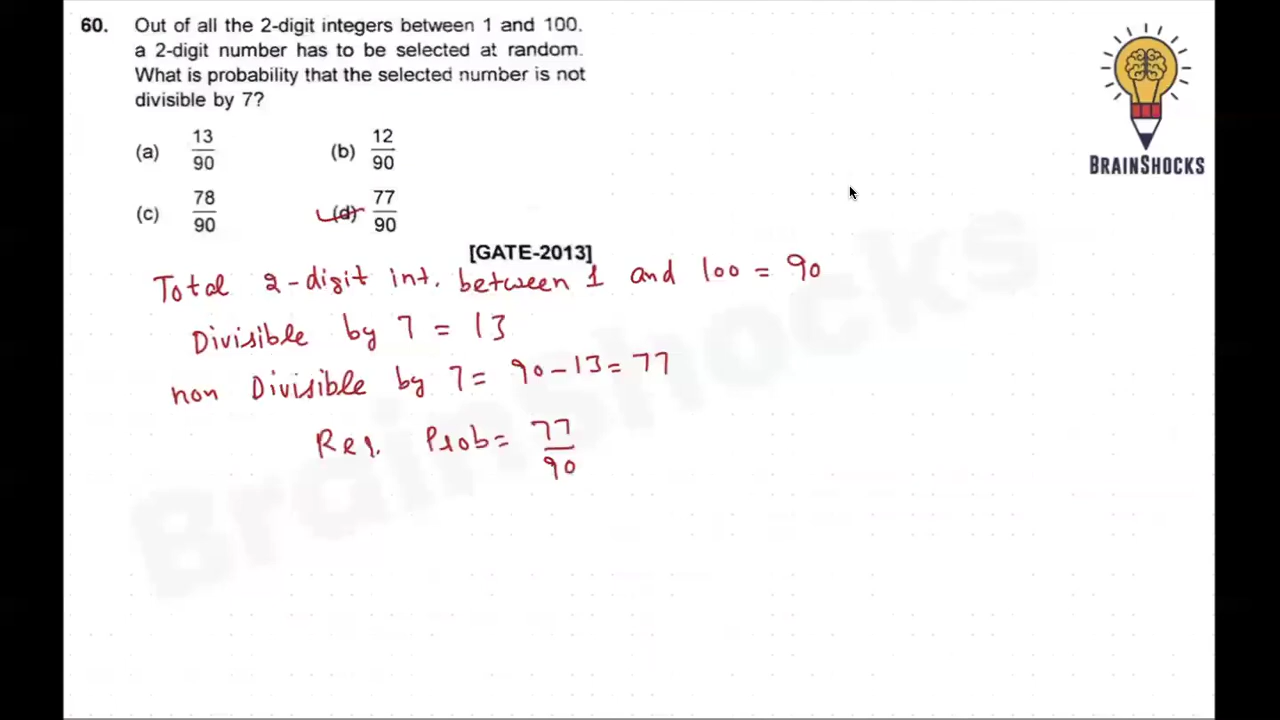 60. Out of all the 2-digit integers between 1 and 100.
a 2-digit number has to be selected at random.
What is probability that the selected number is not
divisible by 7?
(a) 13/90 (b) 12/90
(c) 78/90 (d) 77/90
[GATE-2013]
Total 2-digit int. between 1 and 100 = 90
Divisible by 7 = 13
non Divisible by 7 = 90-13=77
Req. Prob = 77/90
BRAINSHOCKS
BrainShocks